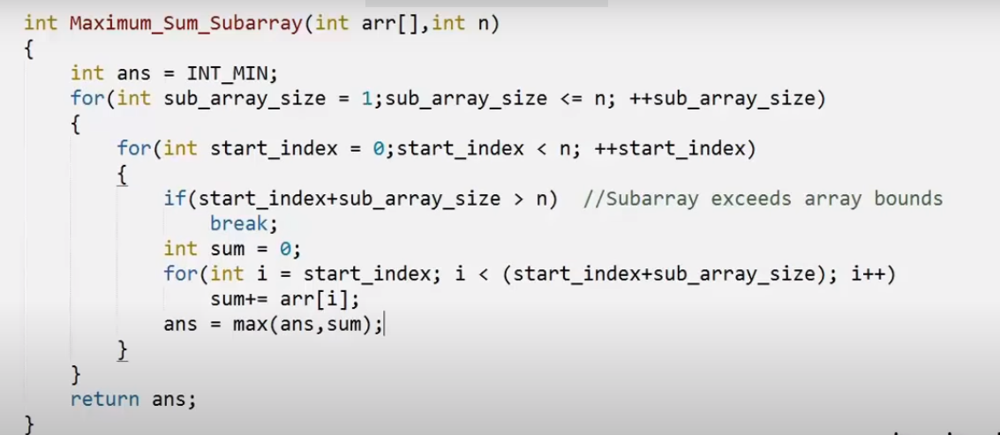 int Maximum_Sum_Subarray(int arr[],int n)
{
    int ans = INT_MIN;
    for(int sub_array_size = 1;sub_array_size <= n; ++sub_array_size)
    {
        for(int start_index = 0;start_index < n; ++start_index)
        {
            if(start_index+sub_array_size > n)  //Subarray exceeds array bounds
                break;
            int sum = 0;
            for(int i = start_index; i < (start_index+sub_array_size); i++)
                sum+= arr[i];
            ans = max(ans,sum);
        }
    }
    return ans;
}